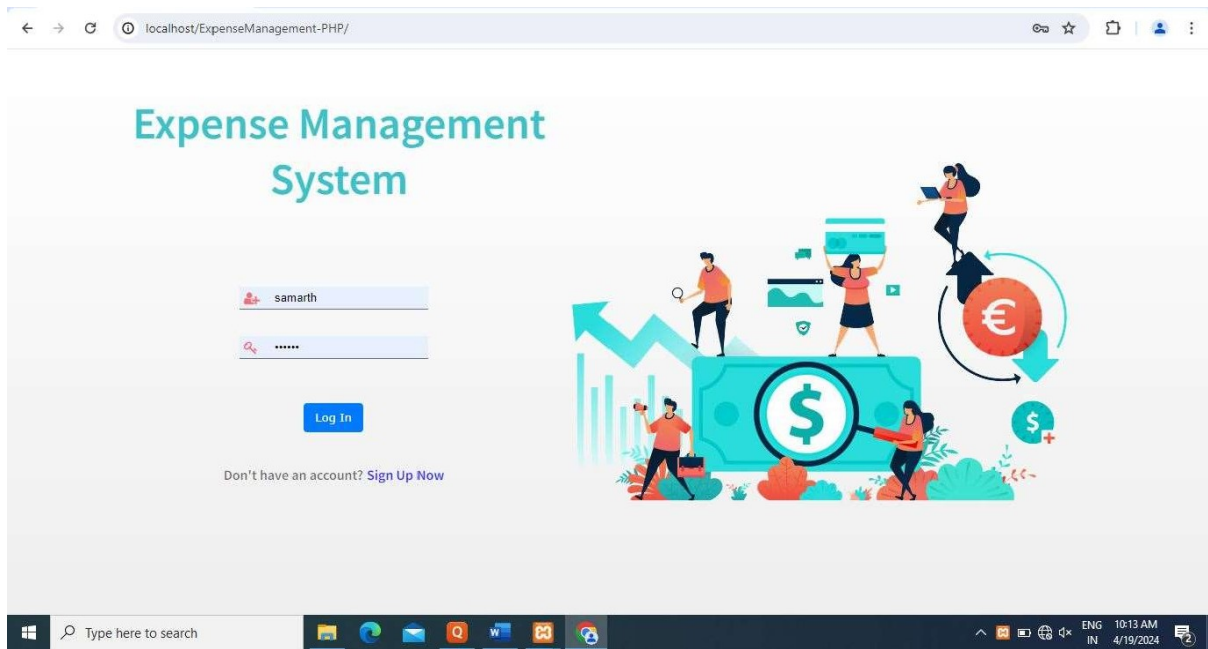 localhost/ExpenseManagement-PHP/
Expense Management
System
samarth
••••••
Log In
Don't have an account? Sign Up Now
$
€
$
Type here to search
Q
W
ENG
IN
10:13 AM
4/19/2024
2